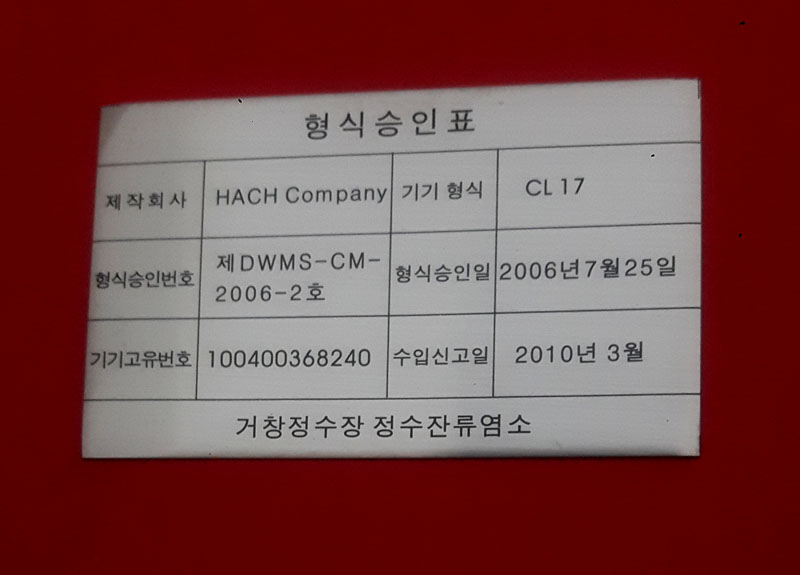 형식승인표
제작회사 HACH Company 기기 형식 CL 17
형식승인번호 제DWMS-CM-2006-2호 형식승인일 2006년7월25일
기기고유번호 100400368240 수입신고일 2010년 3월
거창정수장 정수잔류염소